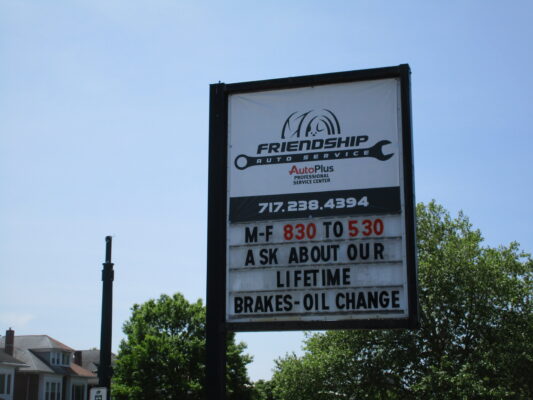 FRIENDSHIP
AUTO SERVICE
AutoPlus
PROFESSIONAL
SERVICE CENTER
717.238.4394
M-F 830 TO 530
ASK ABOUT OUR
LIFETIME
BRAKES-OIL CHANGE